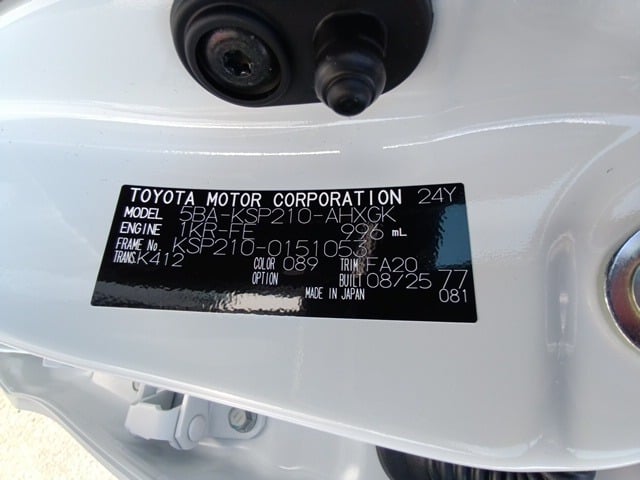 TOYOTA MOTOR CORPORATION 24Y
MODEL 5BA-KSP210-AHXGK
ENGINE 1KR-FE 996 mL
FRAME No. KSP210-0151053
TRANS. K412 COLOR 089 TRIM FA20
OPTION BUILT 08/25 77
MADE IN JAPAN 081